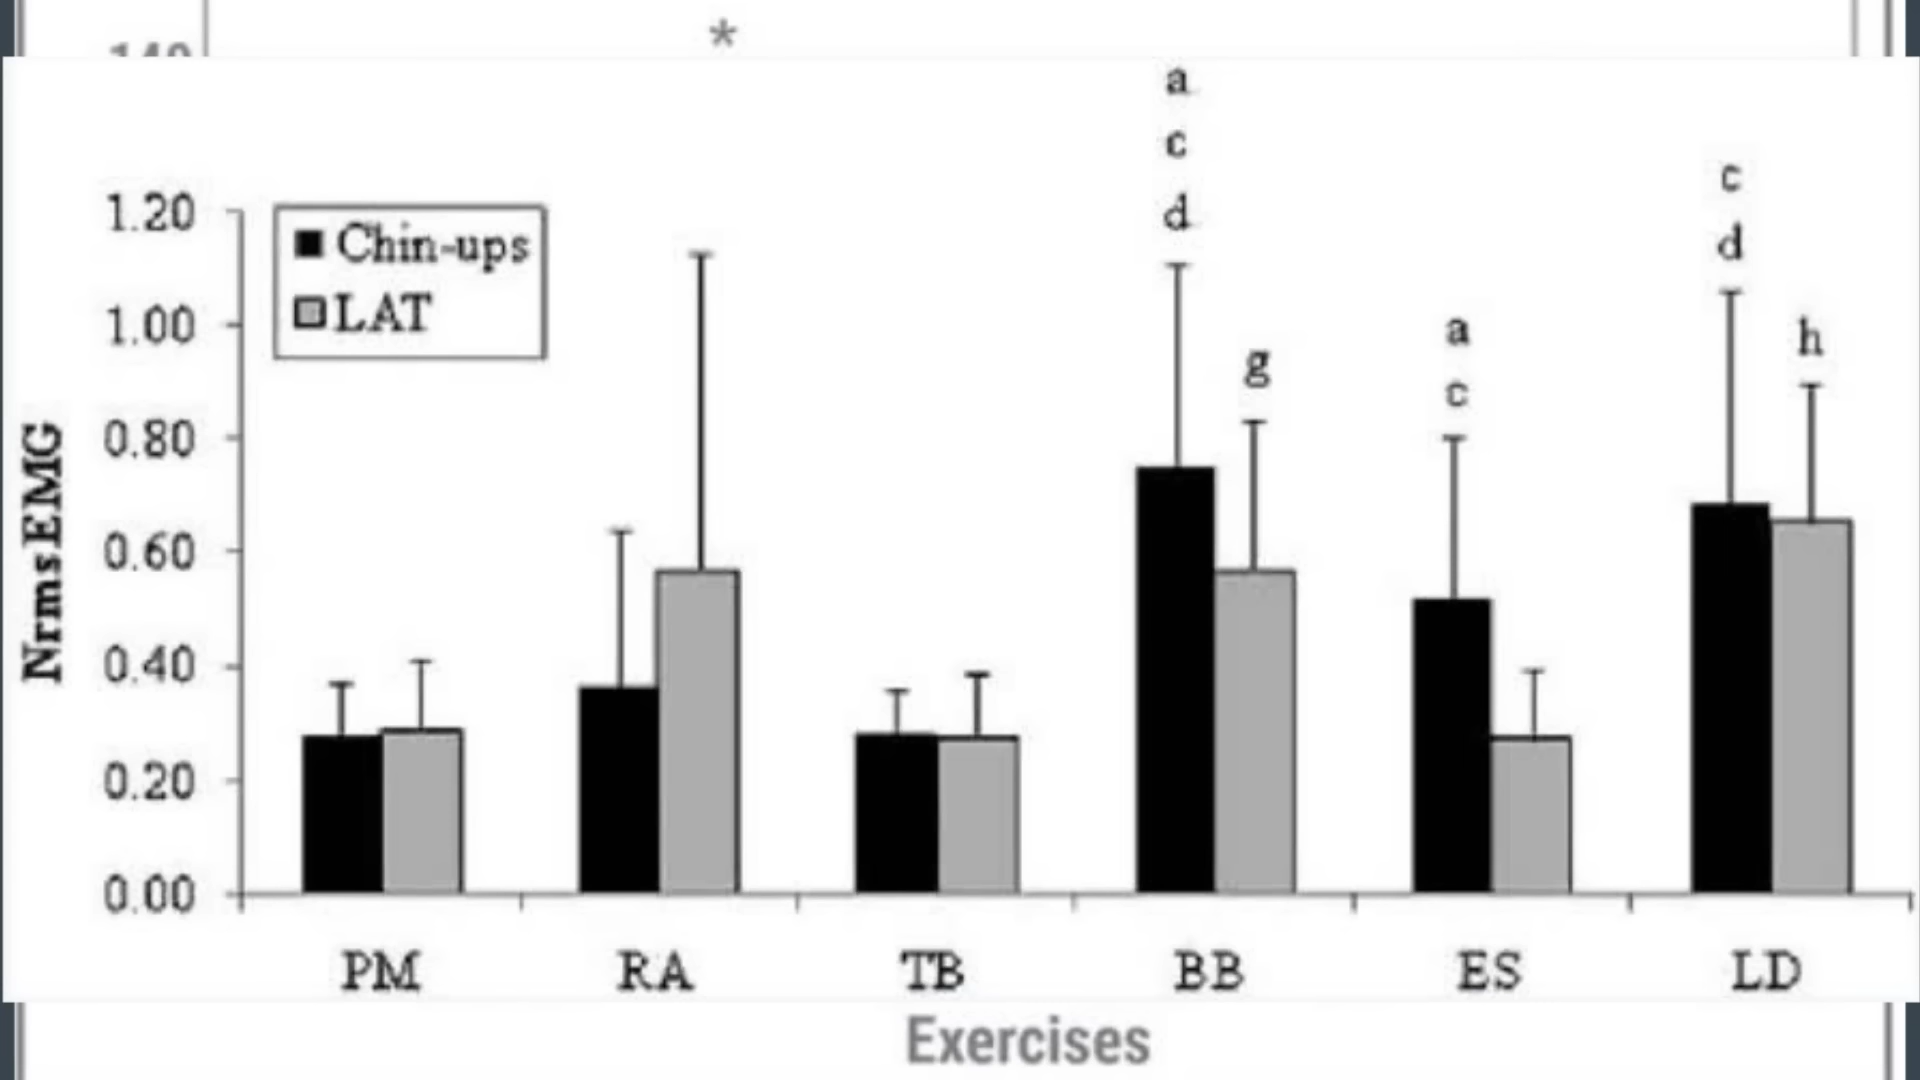 *
a
c
d
c
d
1.20
Chin-ups
LAT
1.00
a
c
g
h
0.80
0.60
0.40
0.20
0.00
NrmsEMG
PM RA TB BB ES LD
Exercises